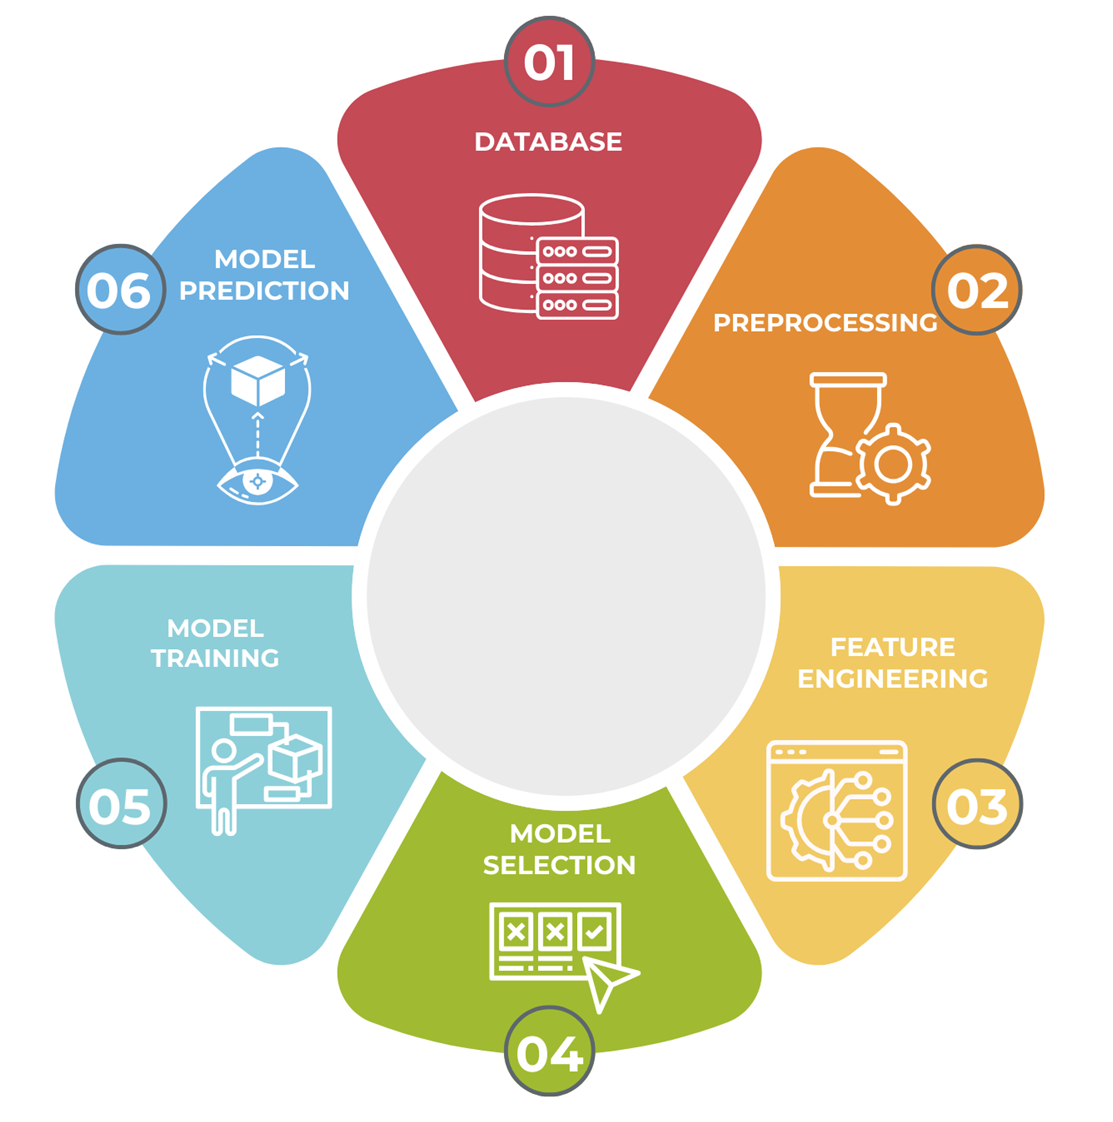 01
DATABASE
02
PREPROCESSING
03
FEATURE
ENGINEERING
04
MODEL
SELECTION
05
MODEL
TRAINING
06
MODEL
PREDICTION